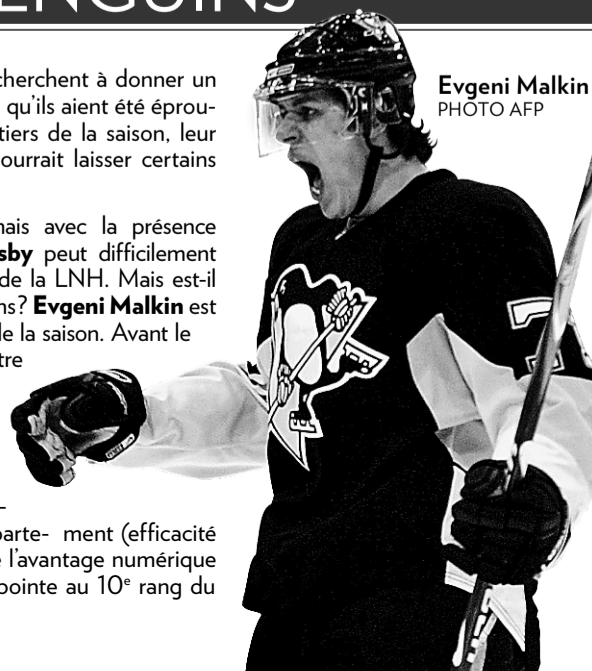 ENGUINS
cherchent à donner un
qu'ils aient été éprou-
tiers de la saison, leur
ourrait laisser certains
nais avec la présence
sby peut difficilement
de la LNH. Mais est-il
ns? Evgeni Malkin est
de la saison. Avant le
tre
–
parte- ment (efficacité
e l'avantage numérique
pointe au 10e rang du
Evgeni Malkin
PHOTO AFP